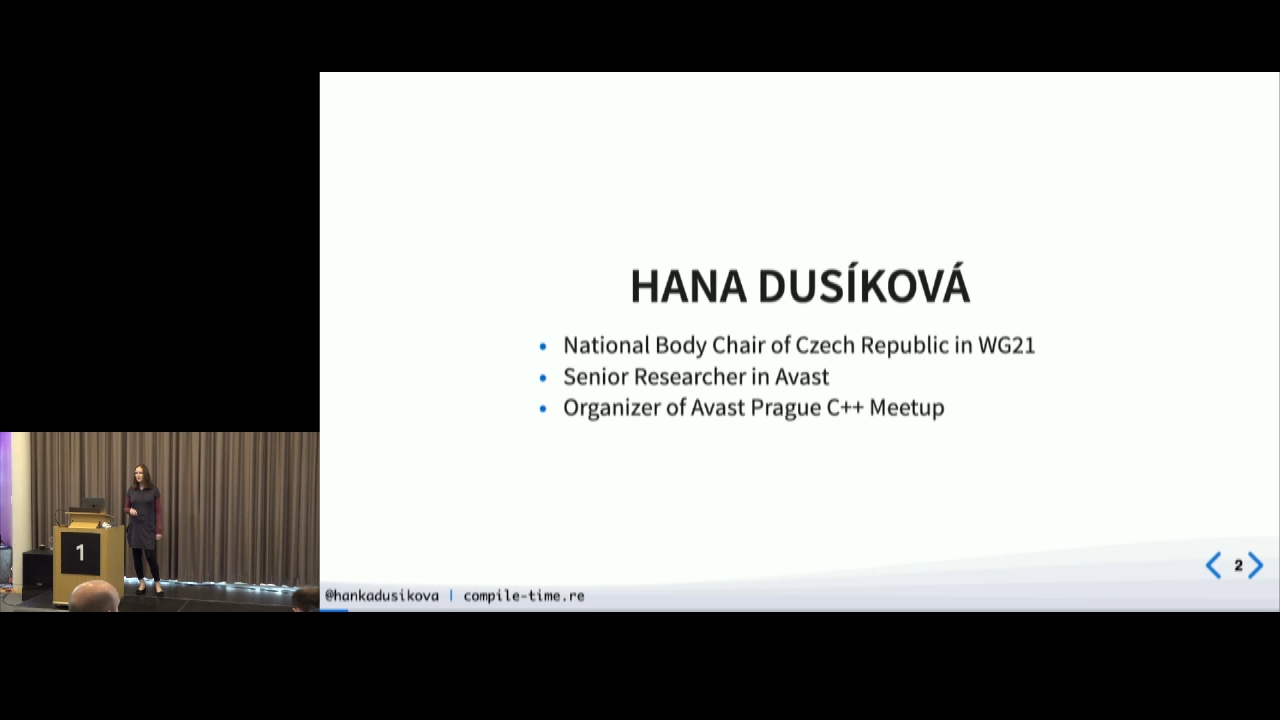 HANA DUSÍKOVÁ
National Body Chair of Czech Republic in WG21
Senior Researcher in Avast
Organizer of Avast Prague C++ Meetup
1
2
@hankadusikova | compile-time.re